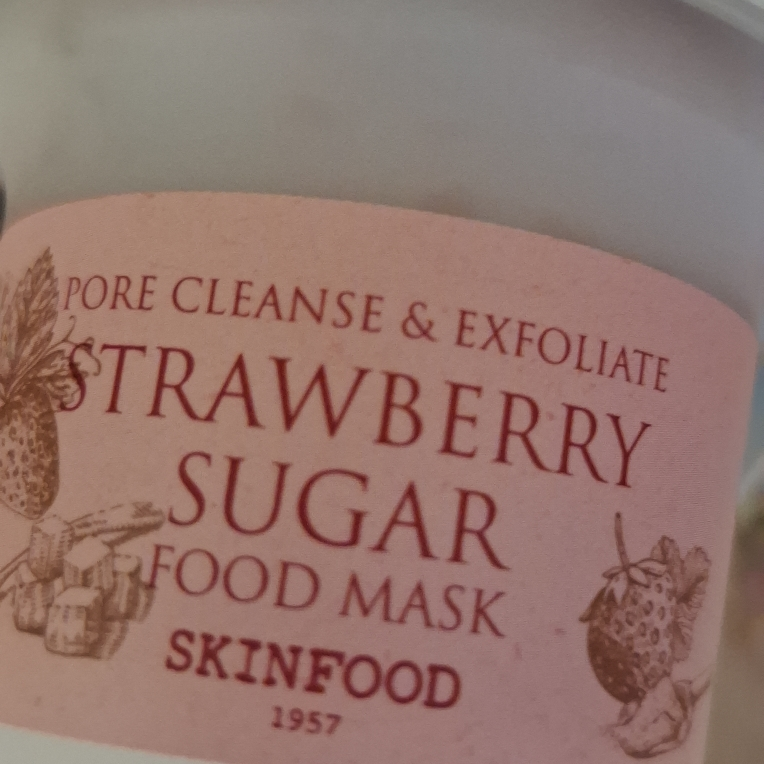 PORE CLEANSE & EXFOLIATE
STRAWBERRY
SUGAR
FOOD MASK
SKINFOOD
1957